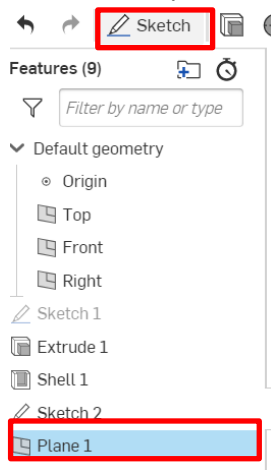 Sketch
Features (9)
Filter by name or type
Default geometry
Origin
Top
Front
Right
Sketch 1
Extrude 1
Shell 1
Sketch 2
Plane 1